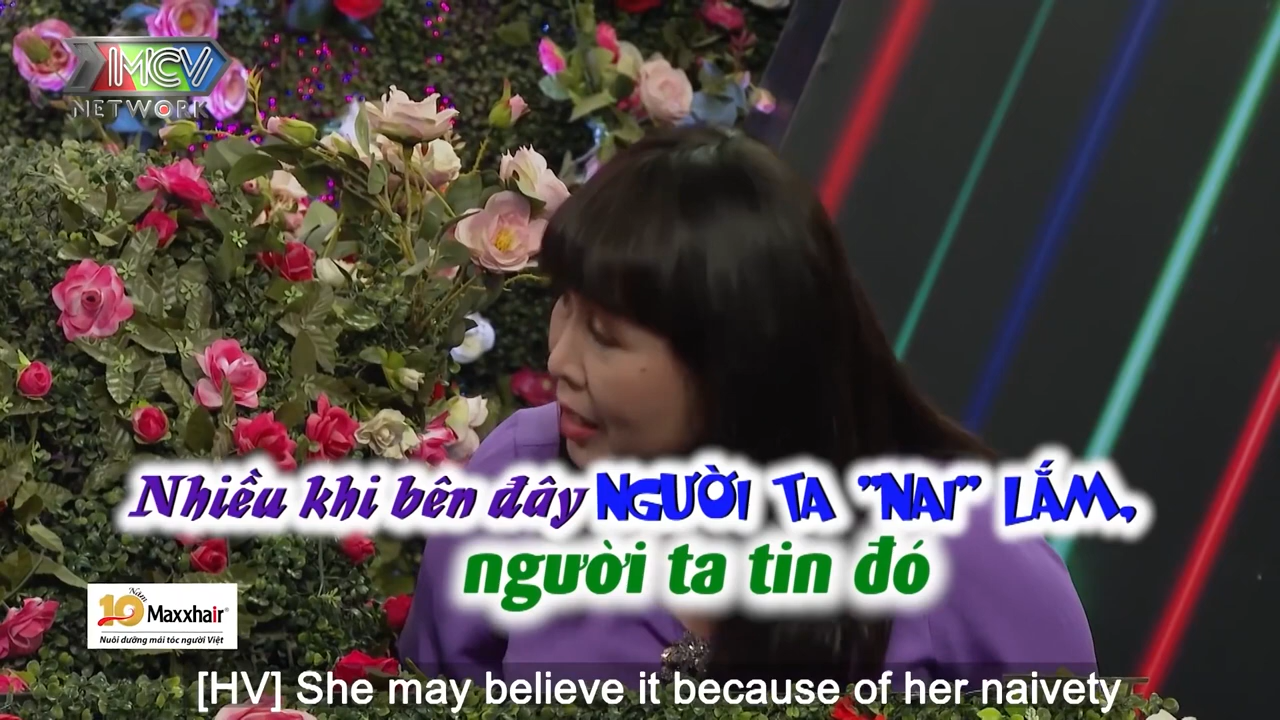 MCV
NETWORK
Nhiều khi bên đây NGƯỜI TA "NAI" LẮM,
người ta tin đó
10 Năm Maxxhair®
Nuôi dưỡng mái tóc người Việt
[HV] She may believe it because of her naivety